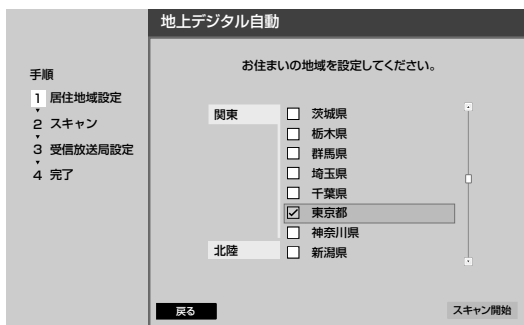 地上デジタル自動
お住まいの地域を設定してください。
手順
1 居住地域設定
2 スキャン
3 受信放送局設定
4 完了
関東
茨城県
栃木県
群馬県
埼玉県
千葉県
東京都
神奈川県
北陸
新潟県
戻る
スキャン開始